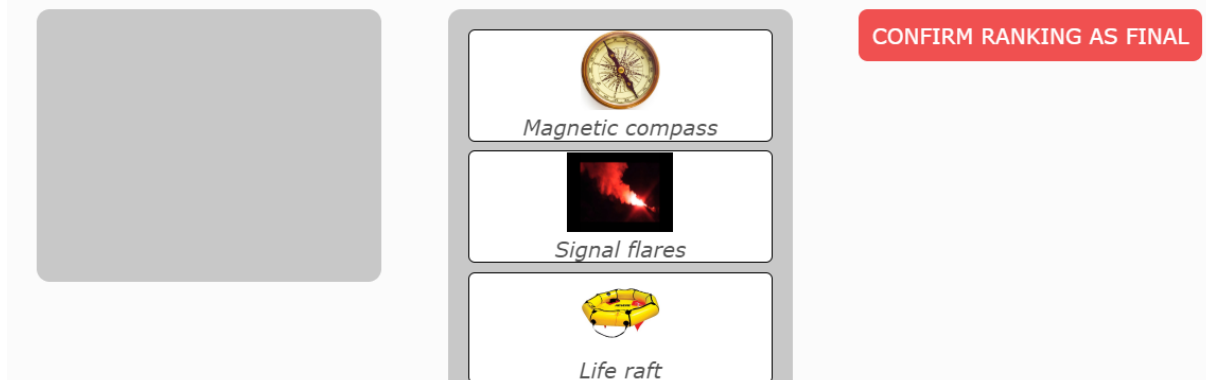 CONFIRM RANKING AS FINAL
Magnetic compass
Signal flares
Life raft